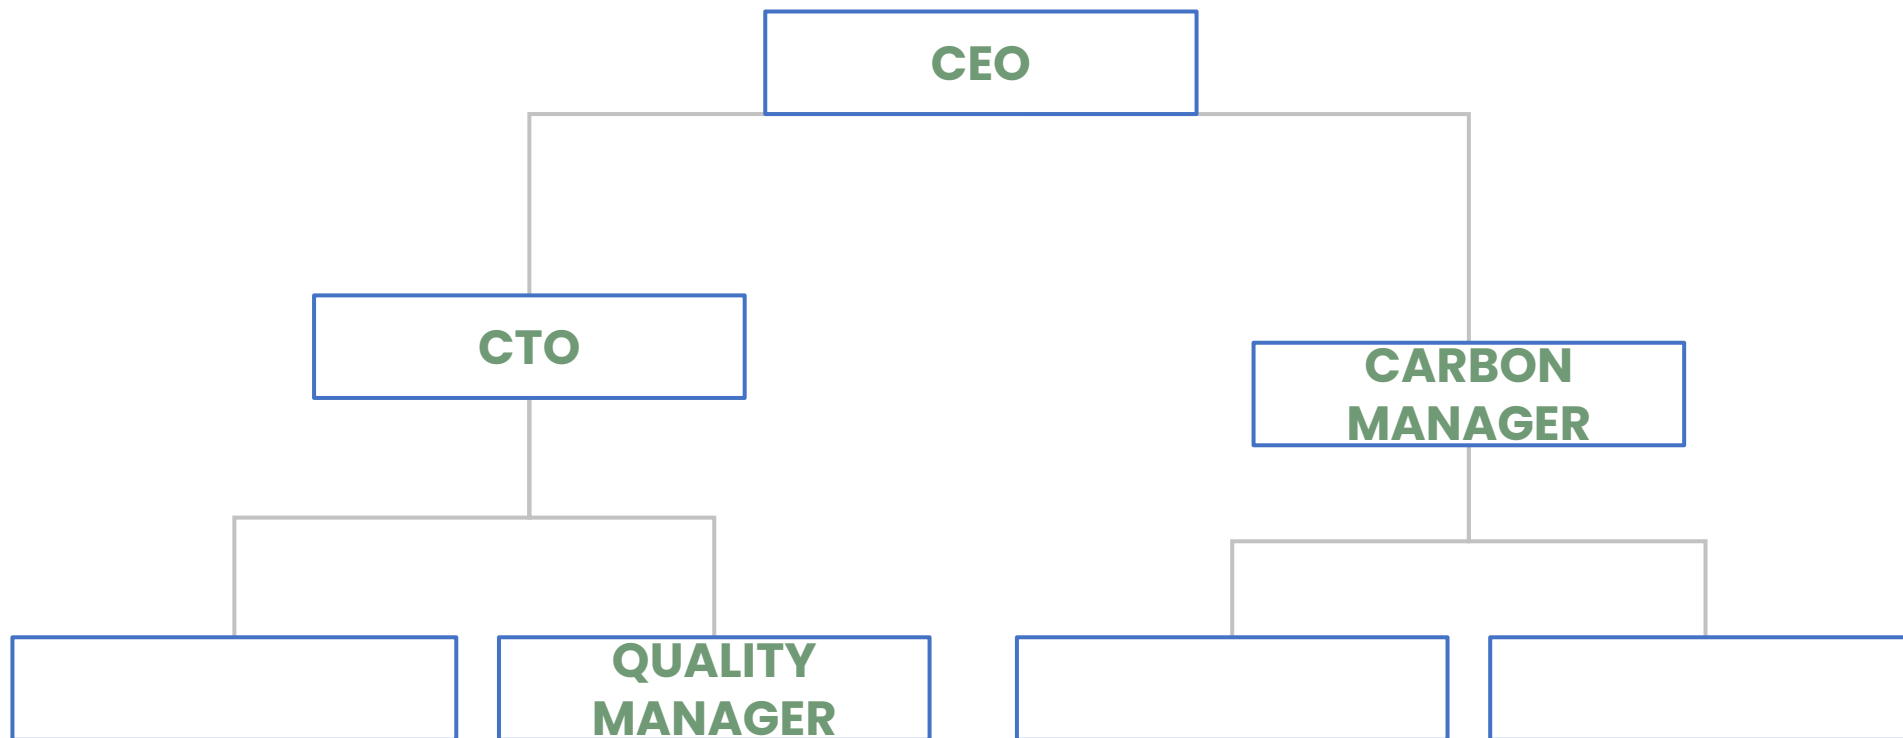 CEO
CTO
CARBON
MANAGER
QUALITY
MANAGER